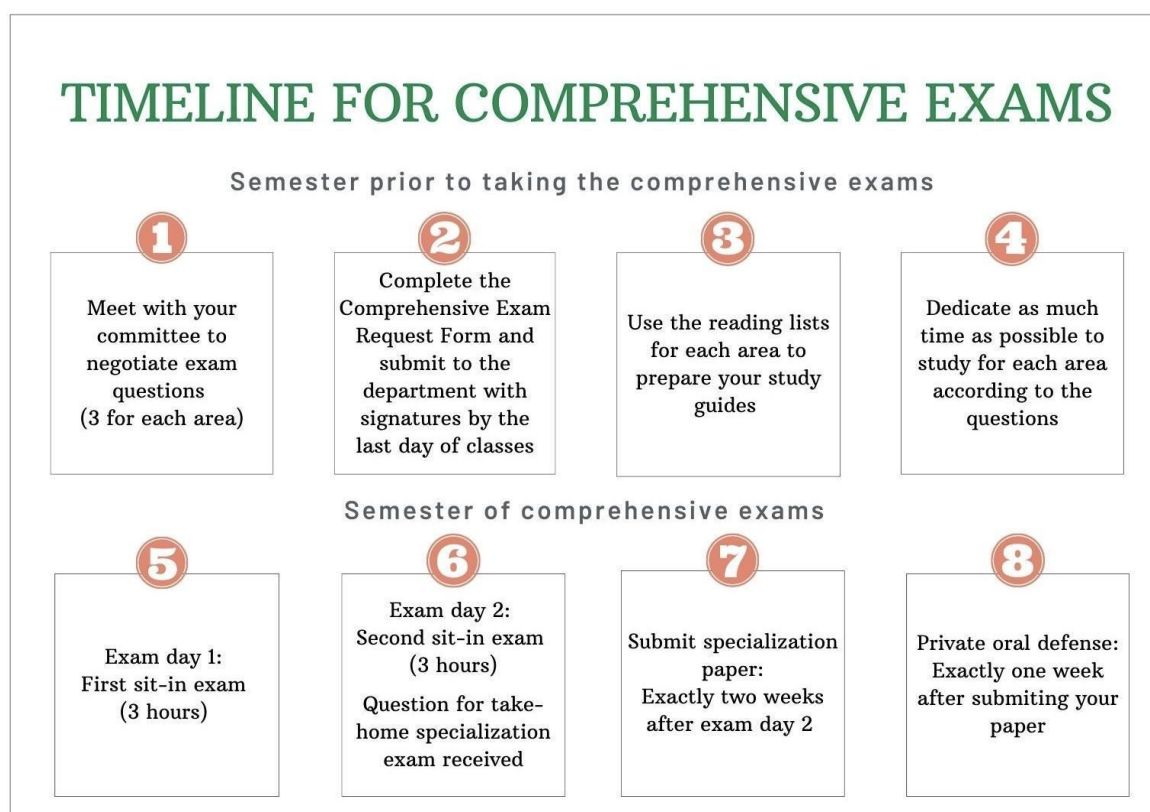 TIMELINE FOR COMPREHENSIVE EXAMS
Semester prior to taking the comprehensive exams
1
Meet with your
committee to
negotiate exam
questions
(3 for each area)
2
Complete the
Comprehensive Exam
Request Form and
submit to the
department with
signatures by the
last day of classes
3
Use the reading lists
for each area to
prepare your study
guides
4
Dedicate as much
time as possible to
study for each area
according to the
questions
Semester of comprehensive exams
5
Exam day 1:
First sit-in exam
(3 hours)
6
Exam day 2:
Second sit-in exam
(3 hours)
Question for take-
home specialization
exam received
7
Submit specialization
paper:
Exactly two weeks
after exam day 2
8
Private oral defense:
Exactly one week
after submiting your
paper